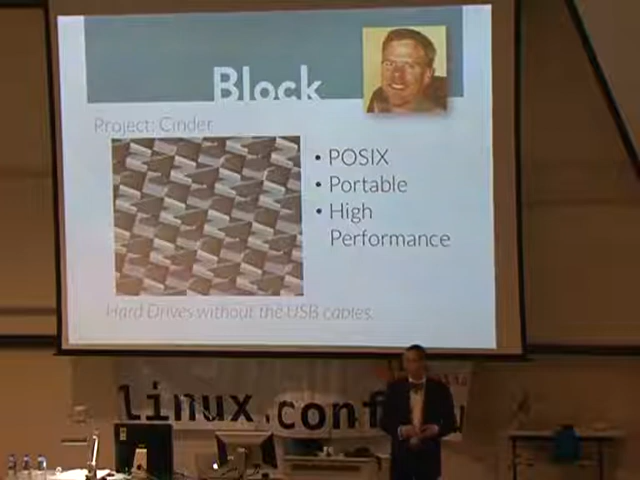 Block
Project: Cinder
• POSIX
• Portable
• High
Performance
Hard Drives without the USB cables.
linux.conf